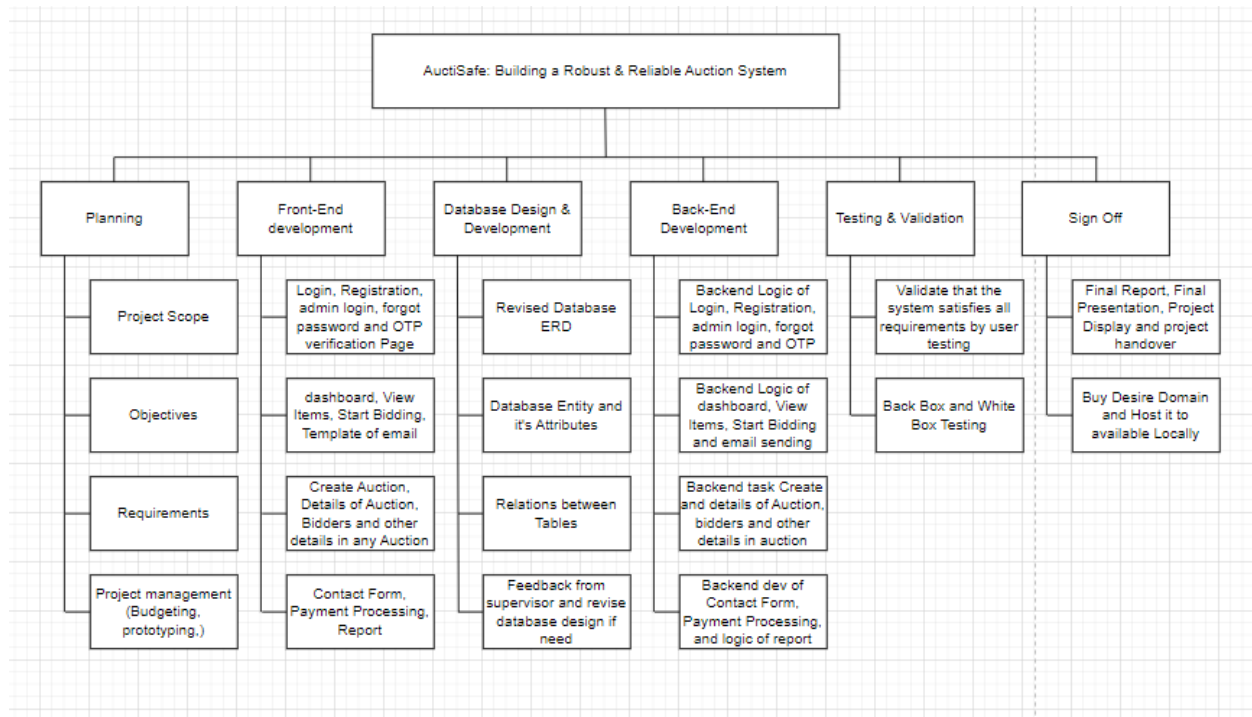 AuctiSafe: Building a Robust & Reliable Auction System
Planning
Front-End
development
Database Design &
Development
Back-End
Development
Testing & Validation
Sign Off
Project Scope
Objectives
Requirements
Project management
(Budgeting,
prototyping,)
Login, Registration,
admin login, forgot
password and OTP
verification Page
dashboard, View
Items, Start Bidding,
Template of email
Create Auction,
Details of Auction,
Bidders and other
details in any Auction
Contact Form,
Payment Processing,
Report
Revised Database
ERD
Database Entity and
it's Attributes
Relations between
Tables
Feedback from
supervisor and revise
database design if
need
Backend Logic of
Login, Registration,
admin login, forgot
password and OTP
Backend Logic of
dashboard, View
Items, Start Bidding
and email sending
Backend task Create
and details of Auction,
bidders and other
details in auction
Backend dev of
Contact Form,
Payment Processing,
and logic of report
Validate that the
system satisfies all
requirements by user
testing
Back Box and White
Box Testing
Final Report, Final
Presentation, Project
Display and project
handover
Buy Desire Domain
and Host it to
available Locally